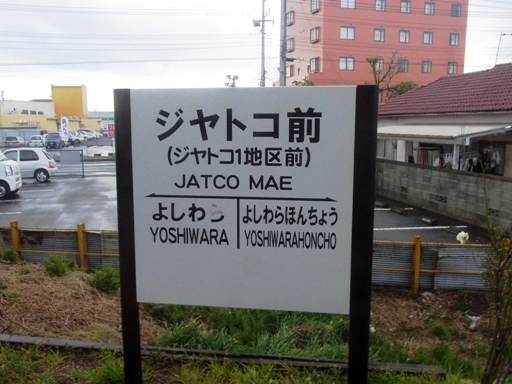 ジヤトコ前
(ジヤトコ1地区前)
JATCO MAE
よしわら
YOSHIWARA
よしわらほんちょう
YOSHIWARAHONCHO